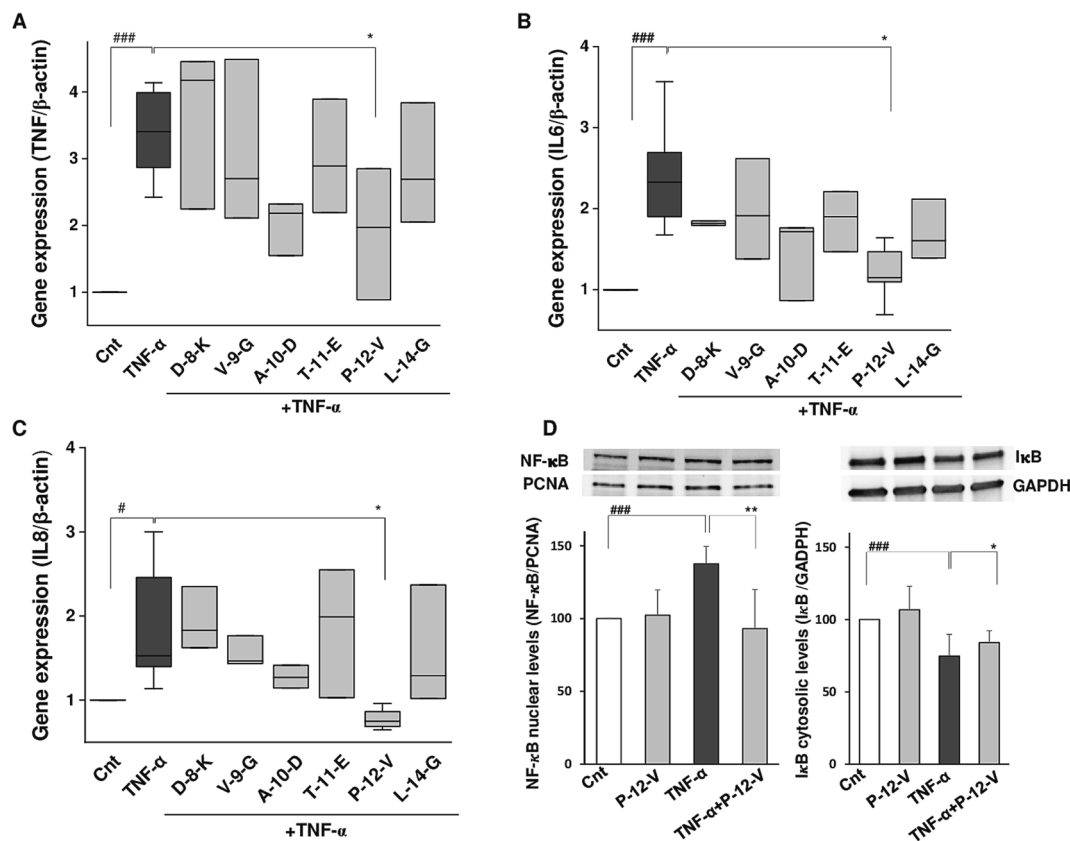 A
Gene expression (TNF/β-actin)
4
3
2
1
###
*
Cnt
TNF-α
D-8-K
V-9-G
A-10-D
T-11-E
P-12-V
L-14-G
+TNF-α
B
Gene expression (IL6/β-actin)
4
3
2
1
###
*
Cnt
TNF-α
D-8-K
V-9-G
A-10-D
T-11-E
P-12-V
L-14-G
+TNF-α
C
Gene expression (IL8/β-actin)
4
3
2
1
#
*
Cnt
TNF-α
D-8-K
V-9-G
A-10-D
T-11-E
P-12-V
L-14-G
+TNF-α
D
NF-κB
PCNA
NF-κB nuclear levels (NF-κB/PCNA)
150
100
50
0
###
**
Cnt
P-12-V
TNF-α
TNF-α+P-12-V
IκB
GAPDH
IκB cytosolic levels (IκB /GADPH)
150
100
50
0
###
*
Cnt
P-12-V
TNF-α
TNF-α+P-12-V